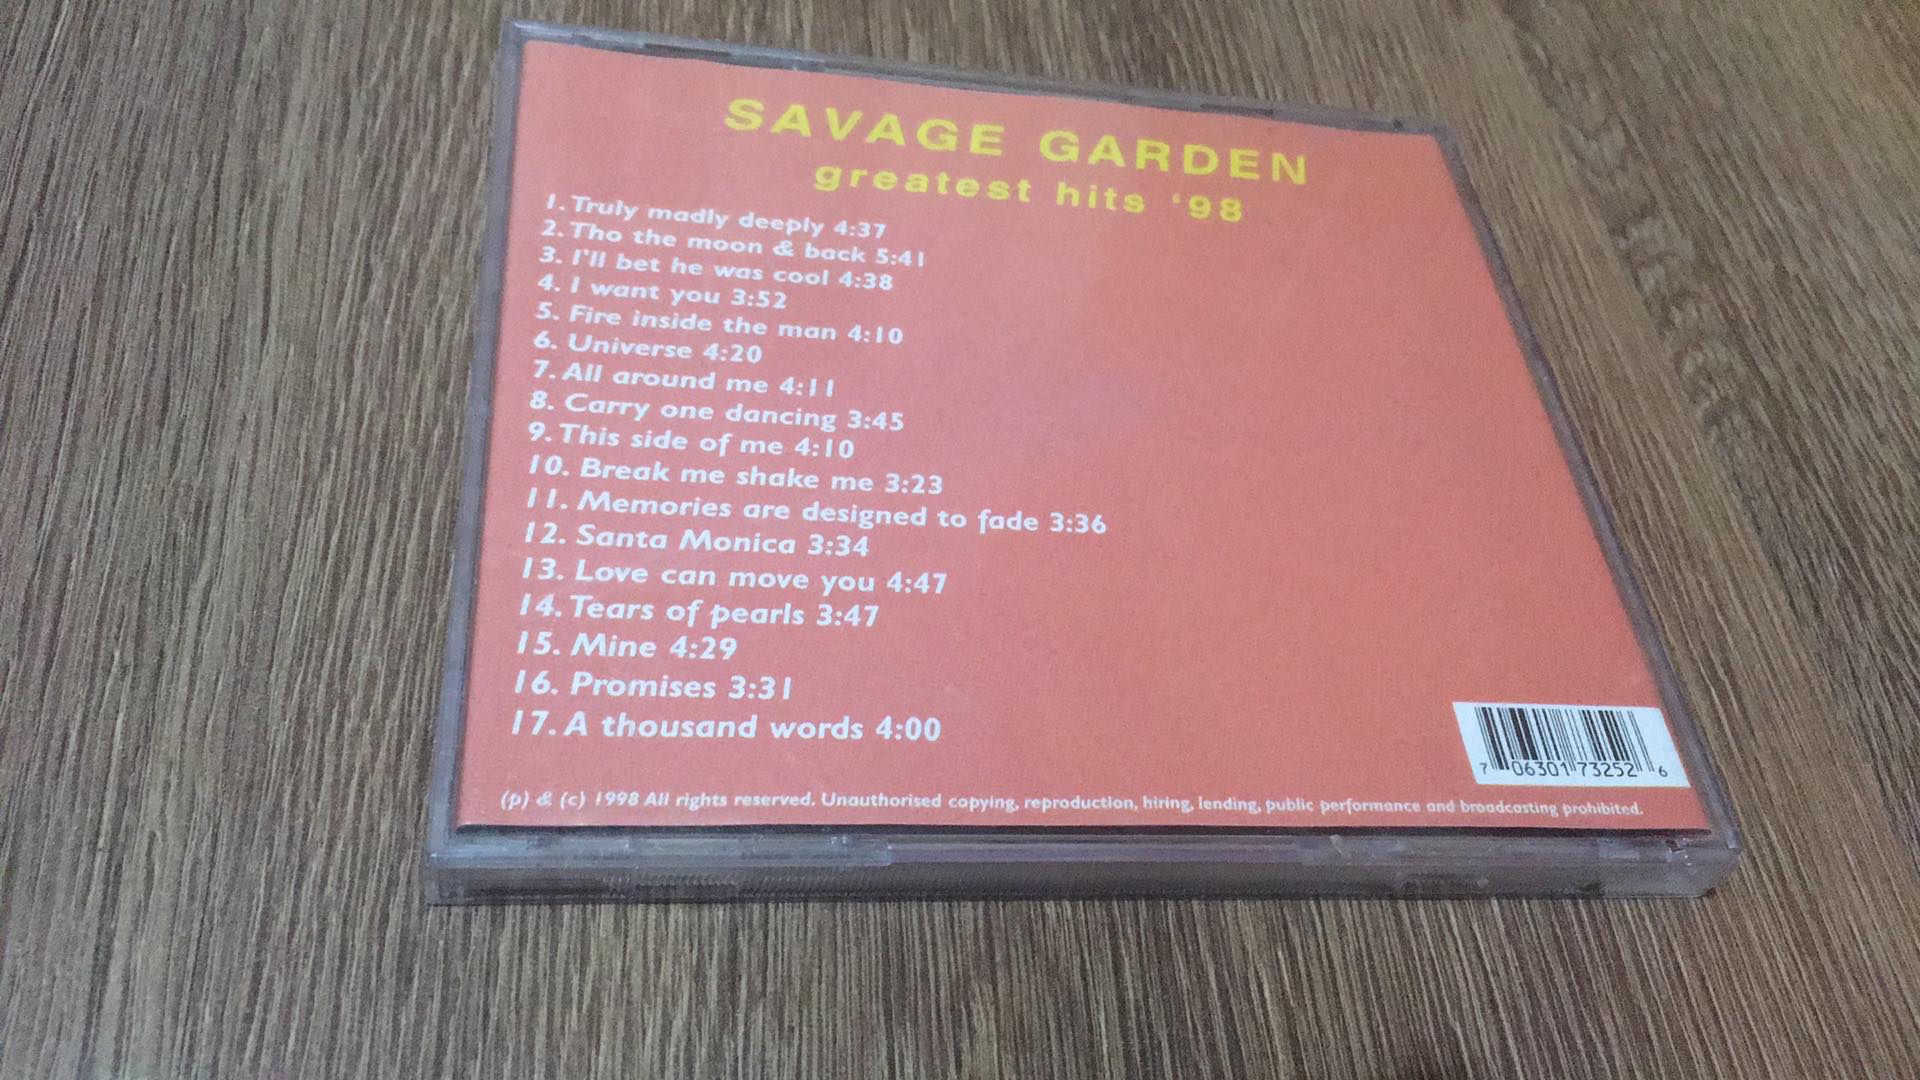 SAVAGE GARDEN
greatest hits '98
1. Truly madly deeply 4:37
2. Tho the moon & back 5:41
3. I'll bet he was cool 4:38
4. I want you 3:52
5. Fire inside the man 4:10
6. Universe 4:20
7. All around me 4:11
8. Carry one dancing 3:45
9. This side of me 4:10
10. Break me shake me 3:23
11. Memories are designed to fade 3:36
12. Santa Monica 3:34
13. Love can move you 4:47
14. Tears of pearls 3:47
15. Mine 4:29
16. Promises 3:31
17. A thousand words 4:00
7 06301 73252 6
(p) & (c) 1998 All rights reserved. Unauthorised copying, reproduction, hiring, lending, public performance and broadcasting prohibited.